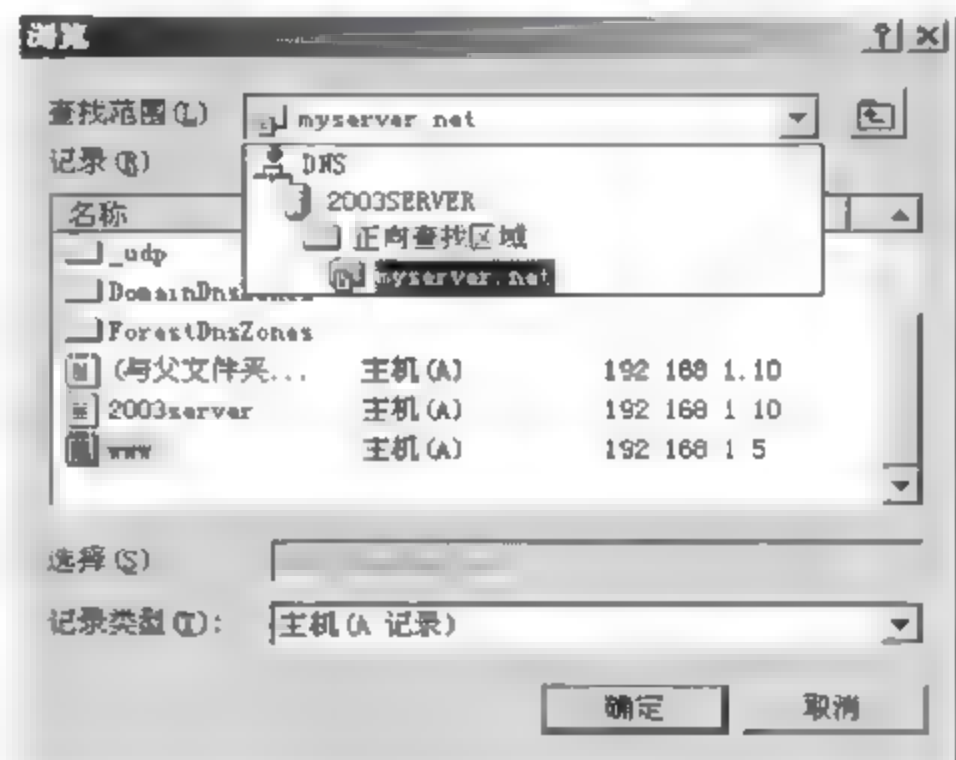 浏览
查找范围(L)
myserver net
记录(R)
DNS
2003SERVER
正向查找区域
myserver.net
名称
_udp
DomainDnsZones
ForestDnsZones
(与父文件夹... 主机(A) 192 168 1.10
2003server 主机(A) 192 168 1 10
www 主机(A) 192 168 1 5
选择(S)
记录类型(T): 主机(A 记录)
确定 取消